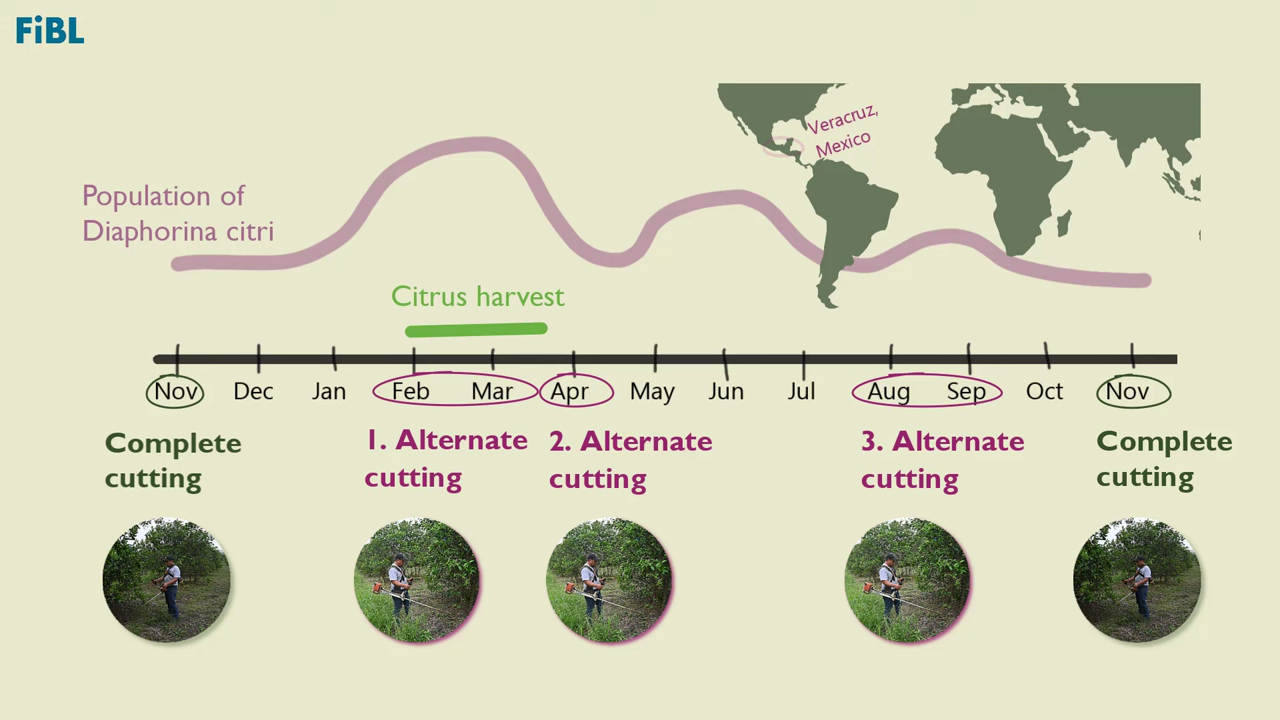 FiBL
Veracruz,
Mexico
Population of
Diaphorina citri
Citrus harvest
Nov Dec Jan Feb Mar Apr May Jun Jul Aug Sep Oct Nov
Complete
cutting
1. Alternate
cutting
2. Alternate
cutting
3. Alternate
cutting
Complete
cutting